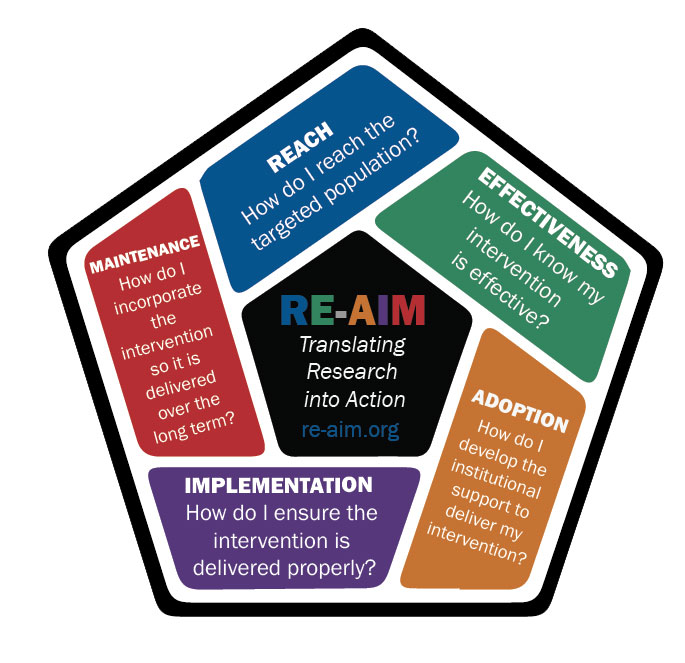 REACH
How do I reach the
targeted population?
EFFECTIVENESS
How do I know my
intervention
is effective?
ADOPTION
How do I
develop the
institutional
support to
deliver my
intervention?
IMPLEMENTATION
How do I ensure the
intervention is
delivered properly?
MAINTENANCE
How do I
incorporate
the
intervention
so it is
delivered
over the
long term?
RE-AIM
Translating
Research
into Action
re-aim.org